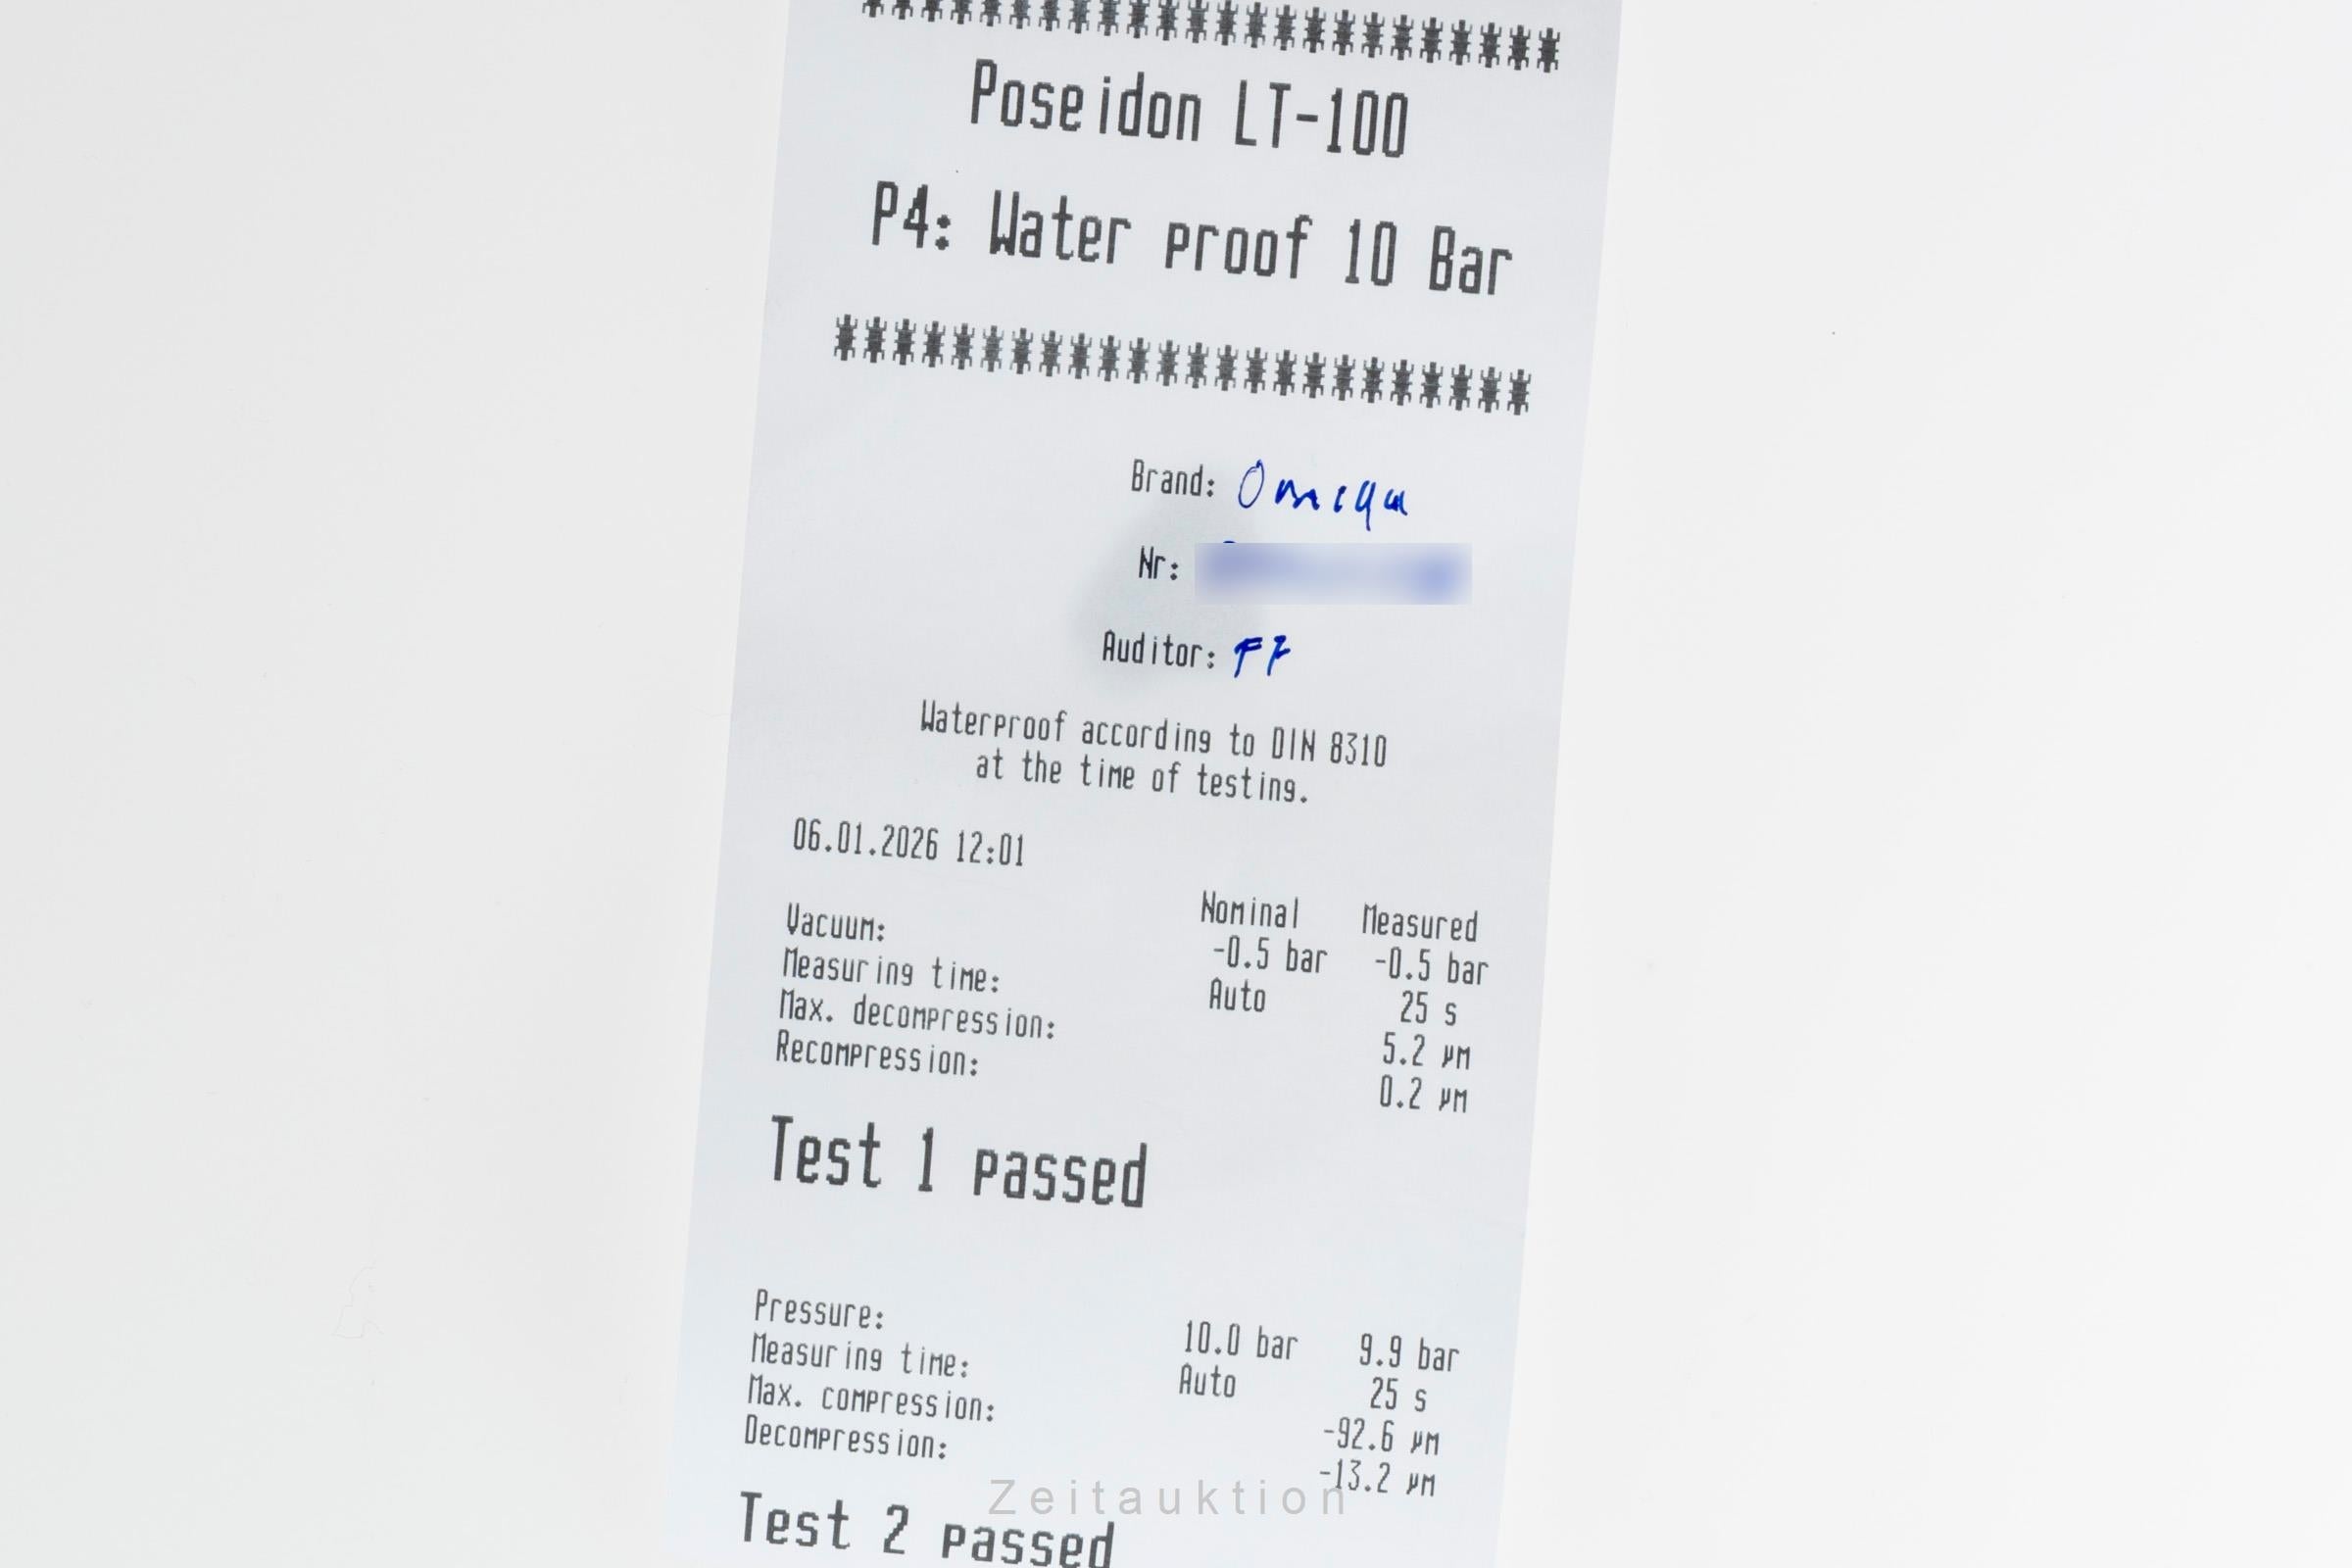 ************************
Poseidon LT-100
P4: Water proof 10 Bar
************************
Brand: Omega
Nr:
Auditor: FF
Waterproof according to DIN 8310
at the time of testing.
06.01.2026 12:01
Nominal Measured
Vacuum: -0.5 bar -0.5 bar
Measuring time: Auto 25 s
Max. decompression: 5.2 µm
Recompression: 0.2 µm
Test 1 passed
Pressure: 10.0 bar 9.9 bar
Measuring time: Auto 25 s
Max. compression: -92.6 µm
Decompression: -13.2 µm
Zeitauktion
Test 2 passed